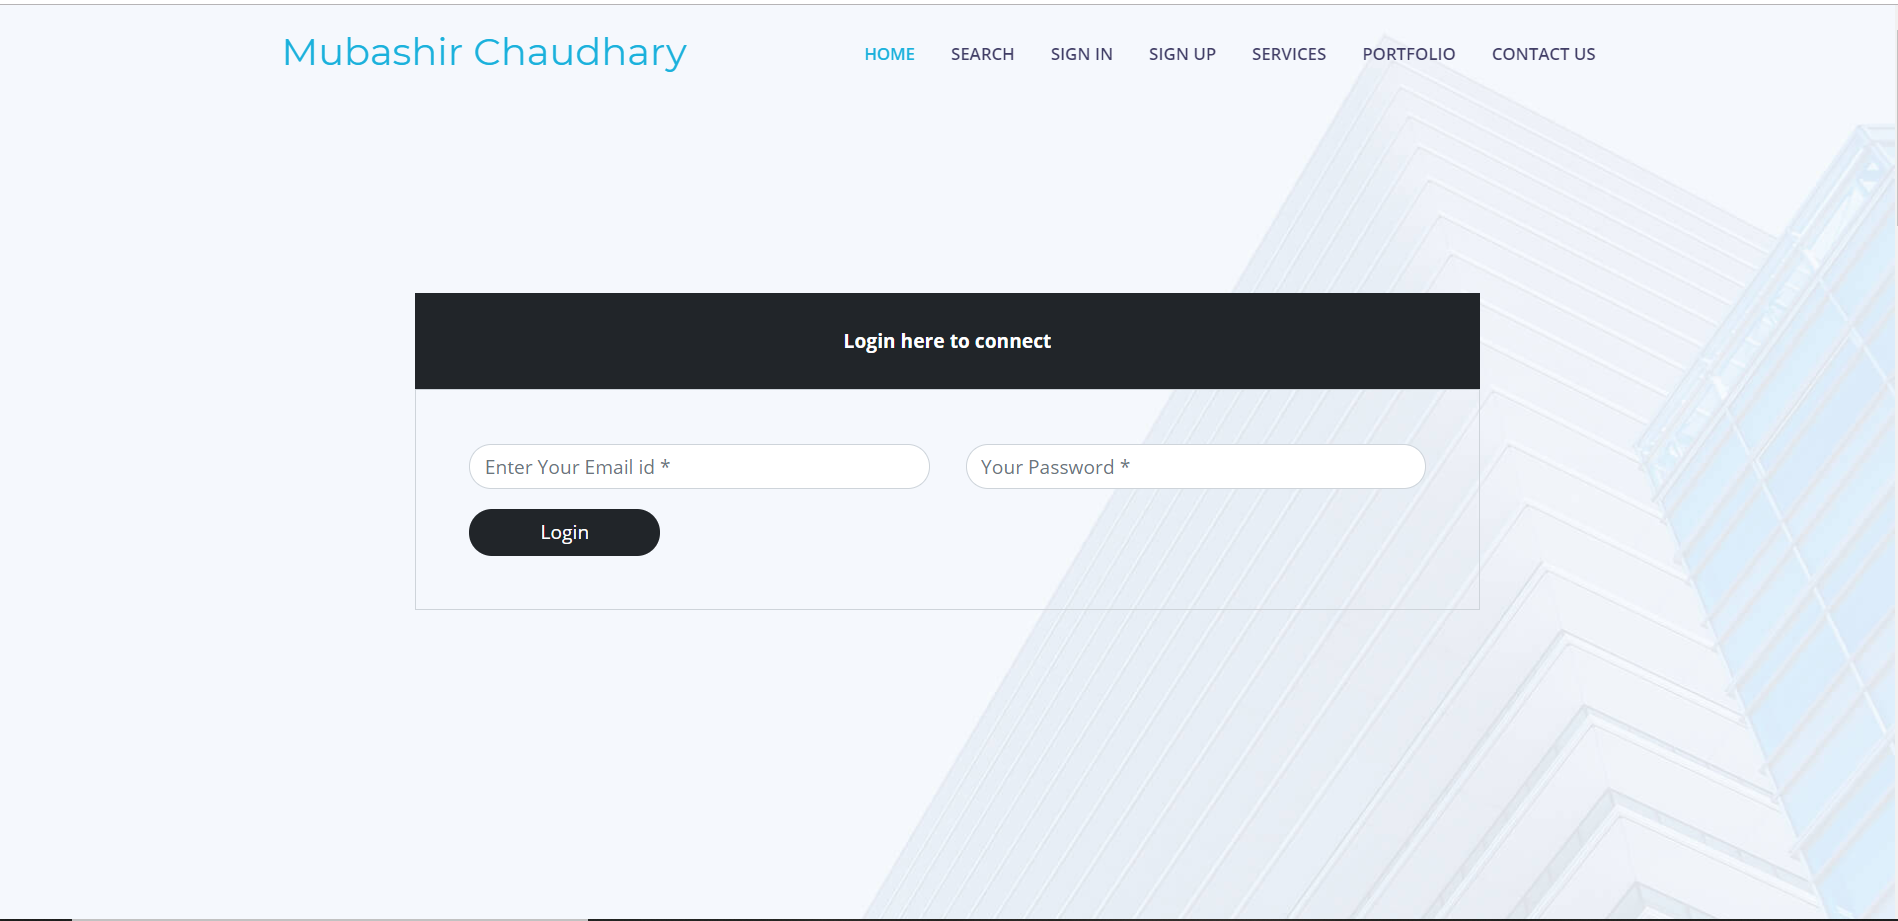 Mubashir Chaudhary
HOME SEARCH SIGN IN SIGN UP SERVICES PORTFOLIO CONTACT US
Login here to connect
Enter Your Email id * Your Password *
Login